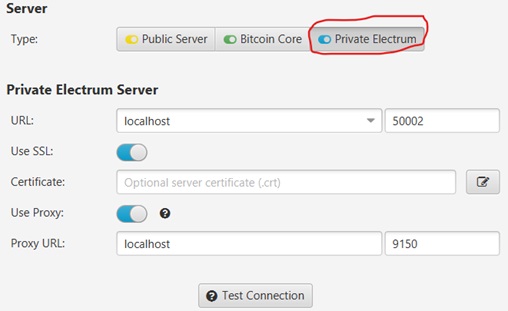 Server
Type: Public Server Bitcoin Core Private Electrum
Private Electrum Server
URL: localhost 50002
Use SSL:
Certificate: Optional server certificate (.crt)
Use Proxy: ?
Proxy URL: localhost 9150
? Test Connection